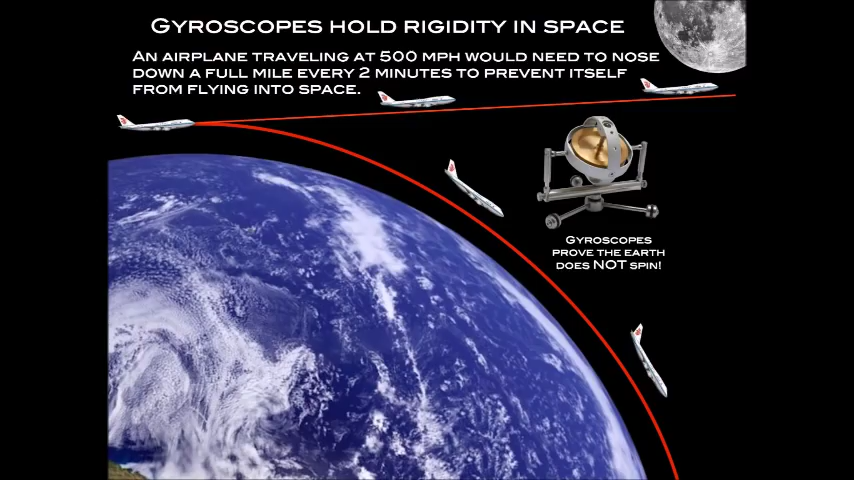 Gyroscopes hold rigidity in space
An airplane traveling at 500 mph would need to nose
down a full mile every 2 minutes to prevent itself
from flying into space.
Gyroscopes
prove the earth
does NOT spin!